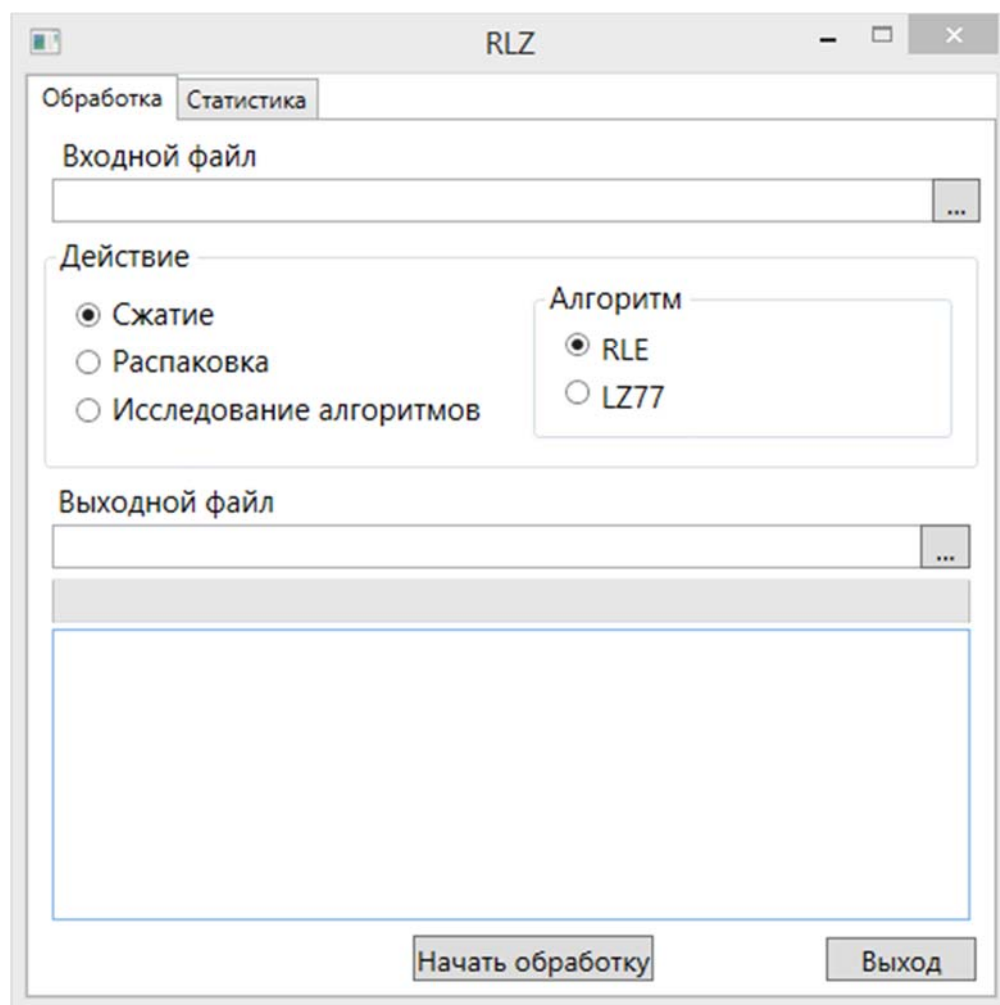 RLZ
Обработка Статистика
Входной файл
...
Действие
Сжатие
Распаковка
Исследование алгоритмов
Алгоритм
RLE
LZ77
Выходной файл
...
Начать обработку Выход